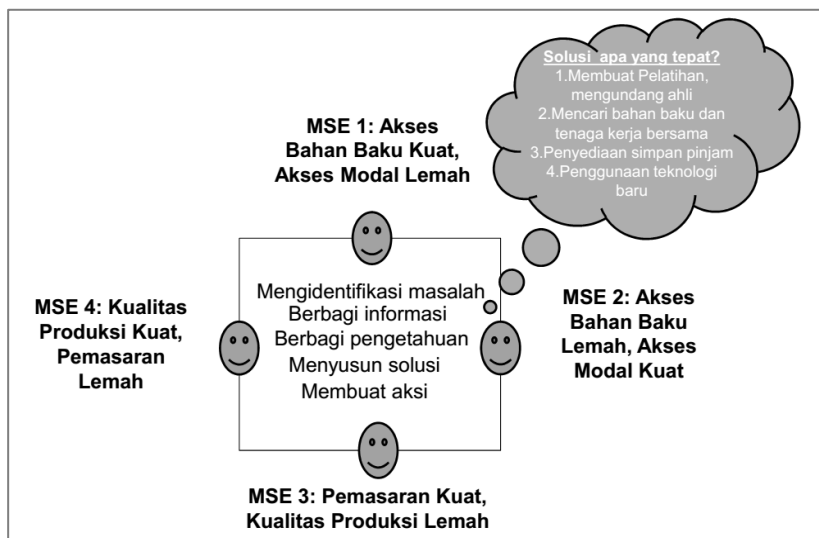 Solusi apa yang tepat?
1.Membuat Pelatihan,
mengundang ahli
2.Mencari bahan baku dan
tenaga kerja bersama
3.Penyediaan simpan pinjam
4.Penggunaan teknologi
baru
MSE 1: Akses
Bahan Baku Kuat,
Akses Modal Lemah
MSE 4: Kualitas
Produksi Kuat,
Pemasaran
Lemah
Mengidentifikasi masalah
Berbagi informasi
Berbagi pengetahuan
Menyusun solusi
Membuat aksi
MSE 2: Akses
Bahan Baku
Lemah, Akses
Modal Kuat
MSE 3: Pemasaran Kuat,
Kualitas Produksi Lemah